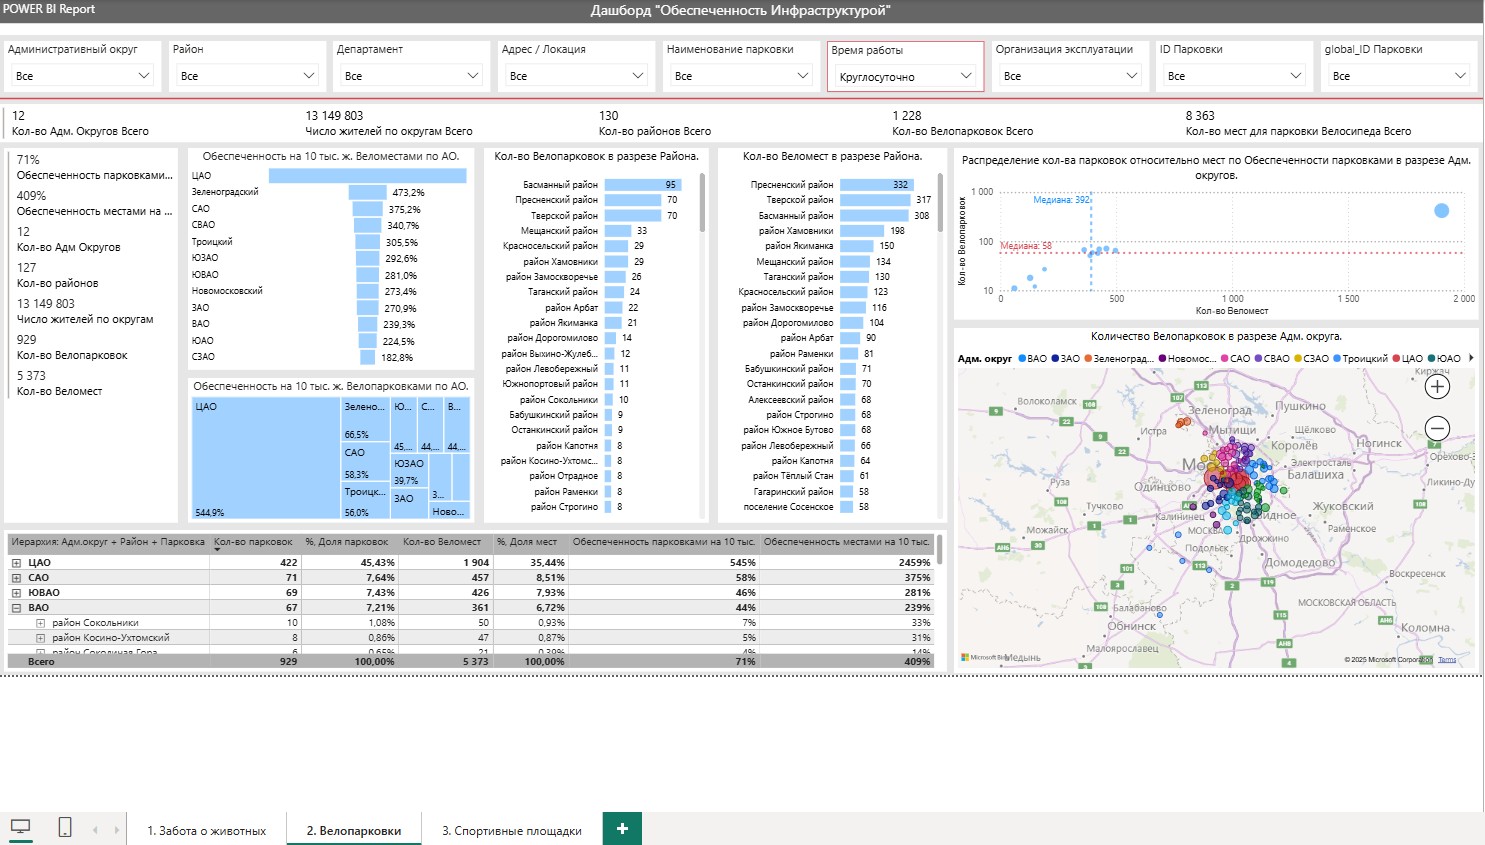 POWER BI Report
Дашборд "Обеспеченность Инфраструктурой"
Административный округ
Все
Район
Все
Департамент
Все
Адрес / Локация
Все
Наименование парковки
Все
Время работы
Круглосуточно
Организация эксплуатации
Все
ID Парковки
Все
global_ID Парковки
Все
12
Кол-во Адм. Округов Всего
13 149 803
Число жителей по округам Всего
130
Кол-во районов Всего
1 228
Кол-во Велопарковок Всего
8 363
Кол-во мест для парковки Велосипеда Всего
71%
Обеспеченность парковками...
409%
Обеспеченность местами на ...
12
Кол-во Адм Округов
127
Кол-во районов
13 149 803
Число жителей по округам
929
Кол-во Велопарковок
5 373
Кол-во Веломест
Обеспеченность на 10 тыс. ж. Веломестами по АО.
ЦАО
Зеленоградский 473,2%
САО 375,2%
СВАО 340,7%
Троицкий 305,5%
ЮЗАО 292,6%
ЮВАО 281,0%
Новомосковский 273,4%
ЗАО 270,9%
ВАО 239,3%
ЮАО 224,5%
СЗАО 182,8%
Обеспеченность на 10 тыс. ж. Велопарковками по АО.
ЦАО
544,9%
Зелено...
66,5%
САО
58,3%
Троицк...
56,0%
Ю...
45,...
С...
44,...
В...
44,...
ЮЗАО
39,7%
ЗАО
З...
Ново...
Кол-во Велопарковок в разрезе Района.
Басманный район 95
Пресненский район 70
Тверской район 70
Мещанский район 33
Красносельский район 29
район Хамовники 29
район Замоскворечье 26
Таганский район 24
район Арбат 22
район Якиманка 21
район Дорогомилово 14
район Выхино-Жулеб... 12
район Левобережный 11
Южнопортовый район 11
район Сокольники 10
Бабушкинский район 9
Останкинский район 9
район Капотня 8
район Косино-Ухтомс... 8
район Отрадное 8
район Раменки 8
район Строгино 8
Кол-во Веломест в разрезе Района.
Пресненский район 332
Тверской район 317
Басманный район 308
район Хамовники 198
район Якиманка 150
Мещанский район 134
Таганский район 130
Красносельский район 123
район Замоскворечье 116
район Дорогомилово 104
район Арбат 90
район Раменки 81
Бабушкинский район 71
Останкинский район 70
Алексеевский район 68
район Строгино 68
район Южное Бутово 68
район Левобережный 66
район Капотня 64
район Тёплый Стан 61
Гагаринский район 58
поселение Сосенское 58
Распределение кол-ва парковок относительно мест по Обеспеченности парковками в разрезе Адм.
округов.
Кол-во Велопарковок
1 000
100
10
Медиана: 392
Медиана: 58
0 500 1 000 1 500 2 000
Кол-во Веломест
Количество Велопарковок в разрезе Адм. округа.
Адм. округ ВАО ЗАО Зеленоград... Новомос... САО СВАО СЗАО Троицкий ЦАО ЮАО
Волоколамск
Зеленоград
Пушкино
Киржач
Истра
Мытищи
Щёлково
Королёв
Ногинск
Орехово-З
Электросталь
Балашиха
Руза
Одинцово
Ликино-Ду
Тучково
Жуковский
Видное
Калининец
Раменское
Можайск
МОСКВА
Дрожжино
Подольск
Домодедово
Воскресенск
Балабаново
МОСКОВСКАЯ ОБЛАСТЬ
Обнинск
Коломна
Малоярославец
Медынь
© 2025 Microsoft Corporation Terms
Иерархия: Адм.округ + Район + Парковка Кол-во парковок %, Доля парковок Кол-во Веломест %, Доля мест Обеспеченность парковками на 10 тыс. Обеспеченность местами на 10 тыс.
ЦАО 422 45,43% 1 904 35,44% 545% 2459%
САО 71 7,64% 457 8,51% 58% 375%
ЮВАО 69 7,43% 426 7,93% 46% 281%
ВАО 67 7,21% 361 6,72% 44% 239%
район Сокольники 10 1,08% 50 0,93% 7% 33%
район Косино-Ухтомский 8 0,86% 47 0,87% 5% 31%
район Соколиная Гора 6 0,65% 21 0,39% 4% 14%
Всего 929 100,00% 5 373 100,00% 71% 409%
1. Забота о животных
2. Велопарковки
3. Спортивные площадки